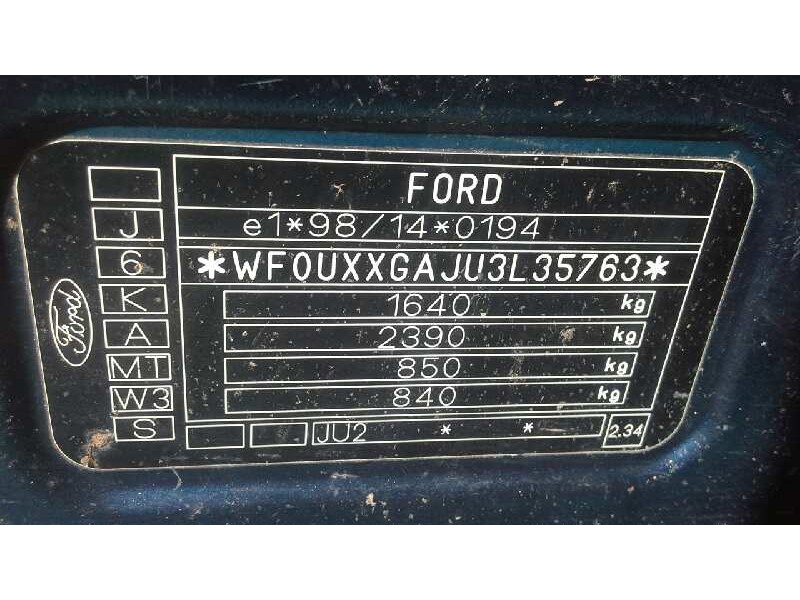 FORD
J
e1*98/14*0194
6
*WF0UXXGAJU3L35763*
K
1640 kg
A
2390 kg
MT
850 kg
W3
840 kg
S
JU2 * *
2.34
Ford